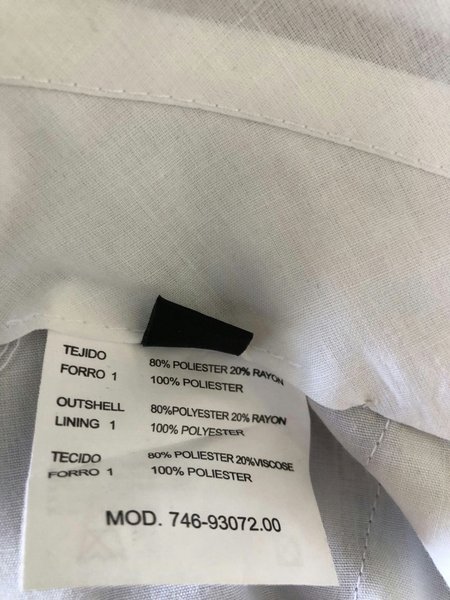 TEJIDO 80% POLIESTER 20% RAYON
FORRO 1 100% POLIESTER
OUTSHELL 80%POLYESTER 20% RAYON
LINING 1 100% POLYESTER
TECIDO 80% POLIESTER 20%VISCOSE
FORRO 1 100% POLIESTER
MOD. 746-93072.00